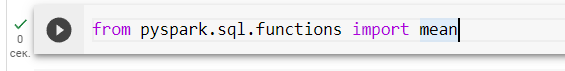 from pyspark.sql.functions import mean
0
сек.